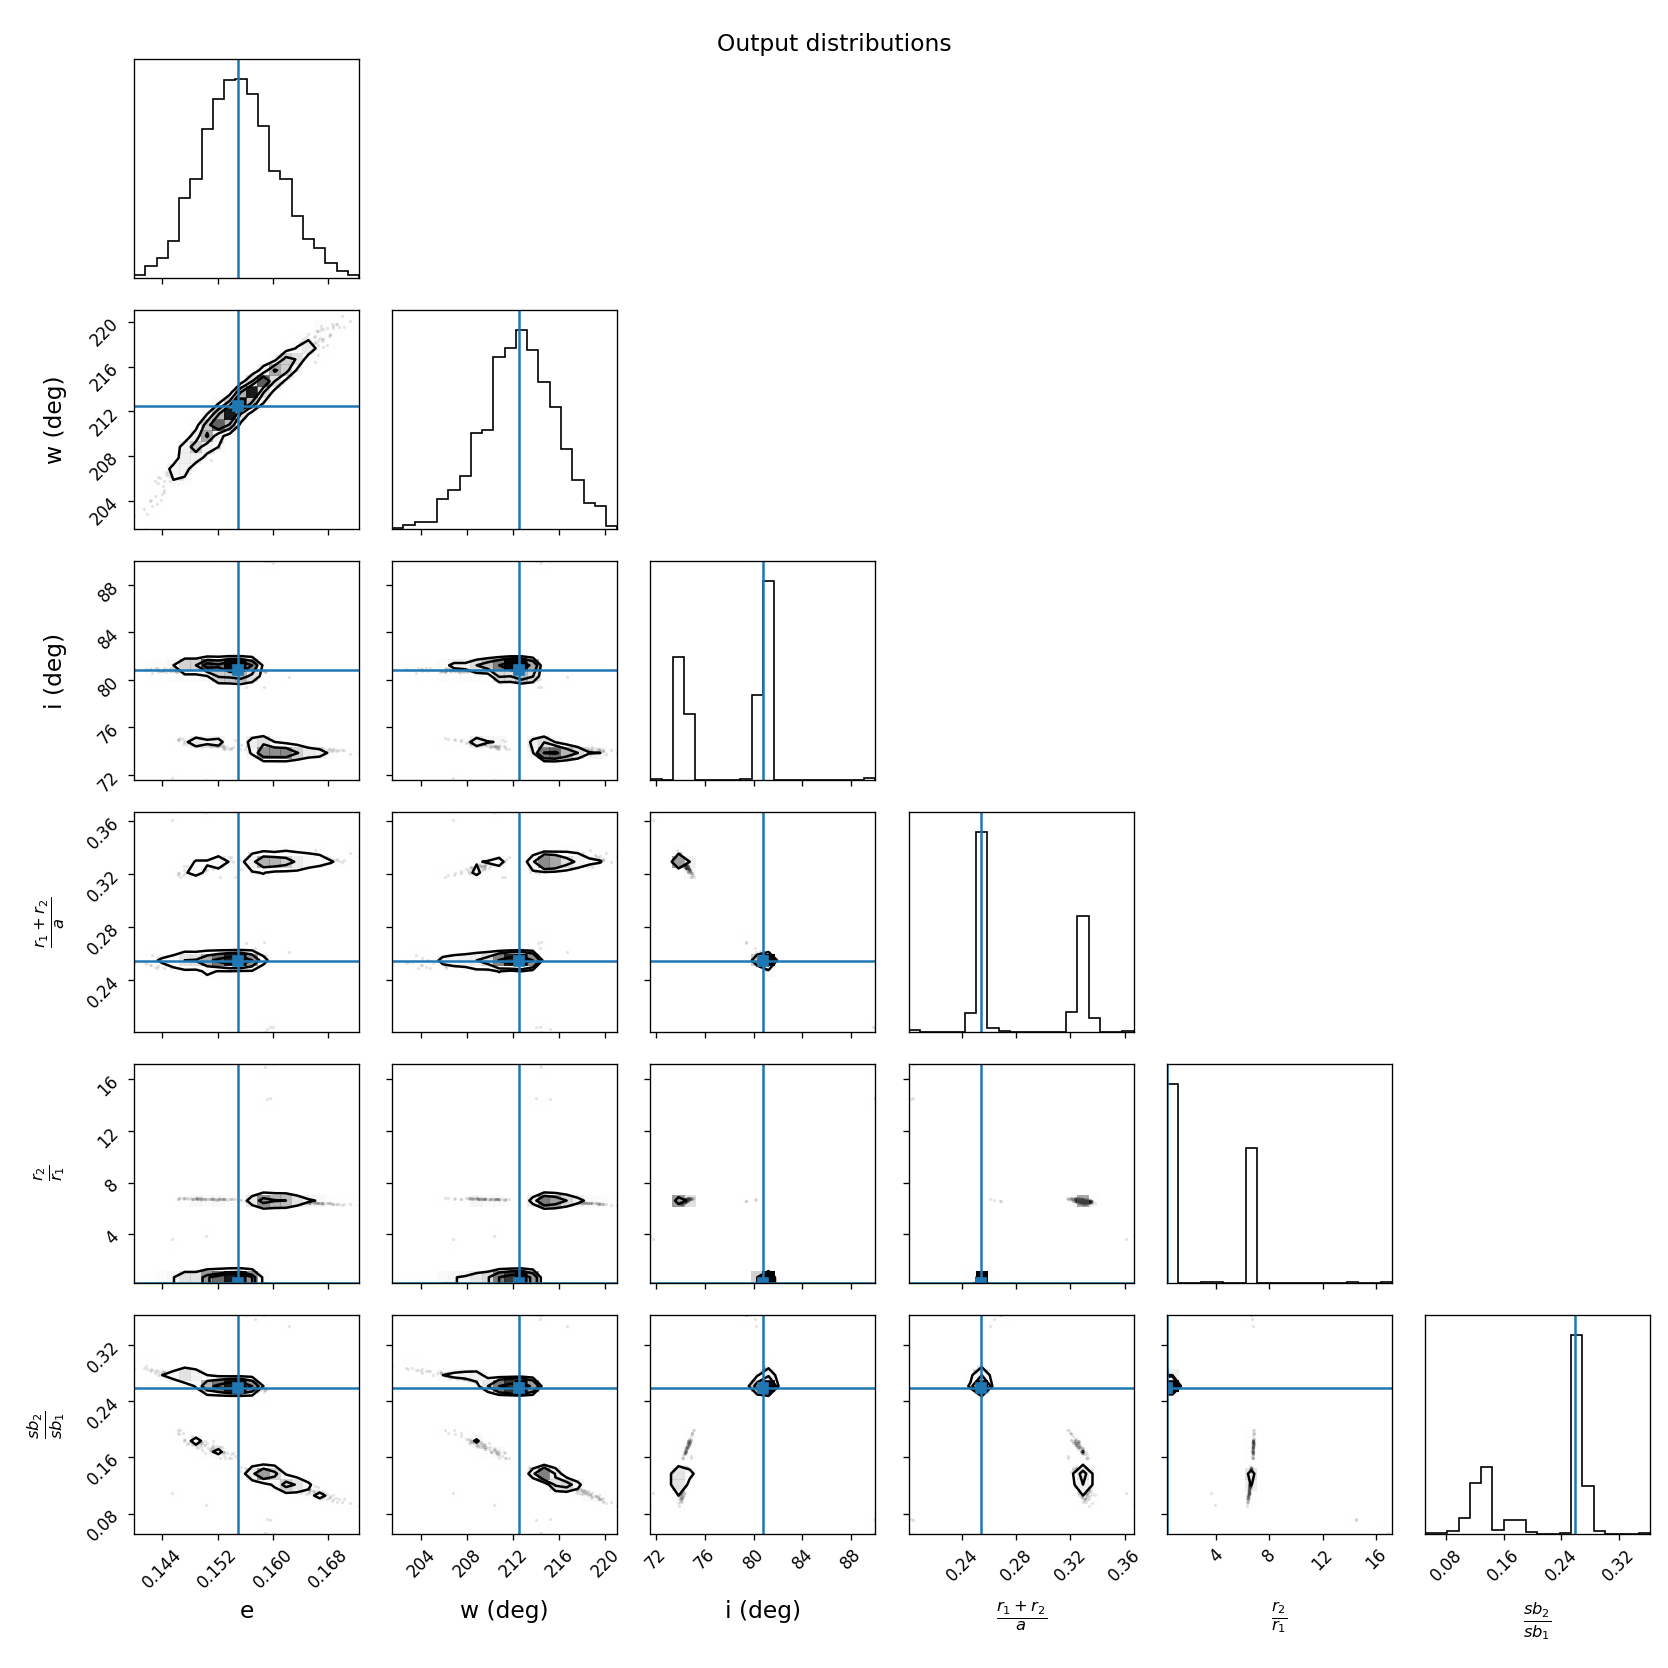 Output distributions
w (deg)
220
216
212
208
204
i (deg)
88
84
80
76
72
r₁ + r₂
a
0.36
0.32
0.28
0.24
r₂
r₁
16
12
8
4
sb₂
sb₁
0.32
0.24
0.16
0.08
0.144 0.152 0.160 0.168 204 208 212 216 220 72 76 80 84 88 0.24 0.28 0.32 0.36 4 8 12 16 0.08 0.16 0.24 0.32
e w (deg) i (deg) r₁ + r₂ r₂ sb₂
a r₁ sb₁